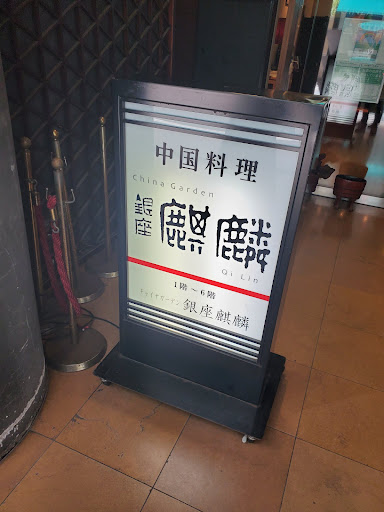 中国料理
China Garden
銀座 麒麟
Qi Lin
1階～6階
チャイナガーデン 銀座麒麟